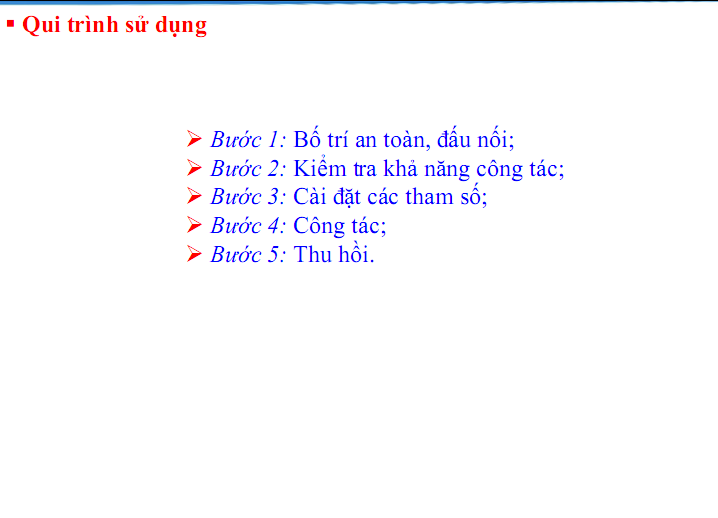 ▪ Qui trình sử dụng
➢ Bước 1: Bố trí an toàn, đấu nối;
➢ Bước 2: Kiểm tra khả năng công tác;
➢ Bước 3: Cài đặt các tham số;
➢ Bước 4: Công tác;
➢ Bước 5: Thu hồi.